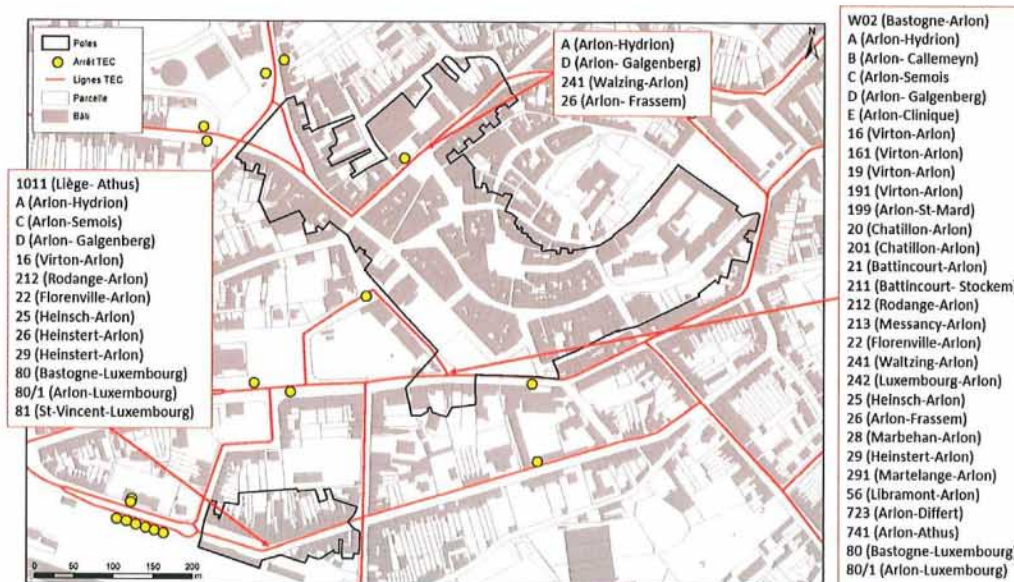 Poles
Arrêt TEC
Lignes TEC
Parcelle
Bâti
N
A (Arlon-Hydrion)
D (Arlon- Galgenberg)
241 (Walzing-Arlon)
26 (Arlon- Frassem)
1011 (Liège- Athus)
A (Arlon-Hydrion)
C (Arlon-Semois)
D (Arlon- Galgenberg)
16 (Virton-Arlon)
212 (Rodange-Arlon)
22 (Florenville-Arlon)
25 (Heinsch-Arlon)
26 (Heinstert-Arlon)
29 (Heinstert-Arlon)
80 (Bastogne-Luxembourg)
80/1 (Arlon-Luxembourg)
81 (St-Vincent-Luxembourg)
W02 (Bastogne-Arlon)
A (Arlon-Hydrion)
B (Arlon- Callemeyn)
C (Arlon-Semois
D (Arlon- Galgenberg)
E (Arlon-Clinique)
16 (Virton-Arlon)
161 (Virton-Arlon)
19 (Virton-Arlon)
191 (Virton-Arlon)
199 (Arlon-St-Mard)
20 (Chatillon-Arlon)
201 (Chatillon-Arlon)
21 (Battincourt-Arlon)
211 (Battincourt- Stockem)
212 (Rodange-Arlon)
213 (Messancy-Arlon)
22 (Florenville-Arlon)
241 (Waltzing-Arlon)
242 (Luxembourg-Arlon)
25 (Heinsch-Arlon)
26 (Arlon-Frassem)
28 (Marbehan-Arlon)
29 (Heinstert-Arlon)
291 (Martelange-Arlon)
56 (Libramont-Arlon)
723 (Arlon-Differt)
741 (Arlon-Athus)
80 (Bastogne-Luxembourg)
80/1 (Arlon-Luxembourg)
0 50 100 150 200
m